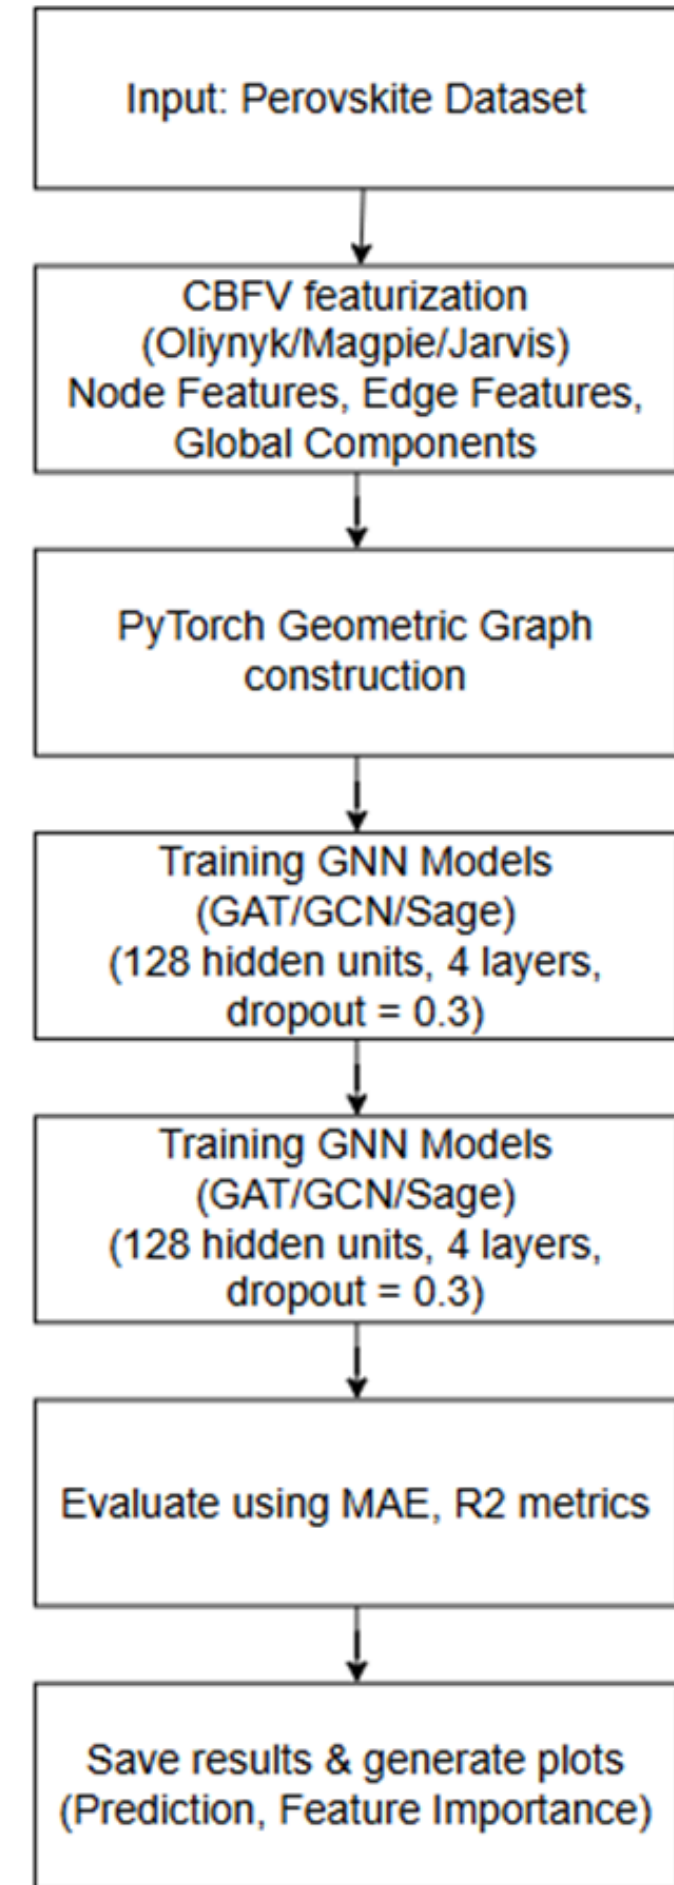 Input: Perovskite Dataset
CBFV featurization
(Oliynyk/Magpie/Jarvis)
Node Features, Edge Features,
Global Components
PyTorch Geometric Graph
construction
Training GNN Models
(GAT/GCN/Sage)
(128 hidden units, 4 layers,
dropout = 0.3)
Training GNN Models
(GAT/GCN/Sage)
(128 hidden units, 4 layers,
dropout = 0.3)
Evaluate using MAE, R2 metrics
Save results & generate plots
(Prediction, Feature Importance)